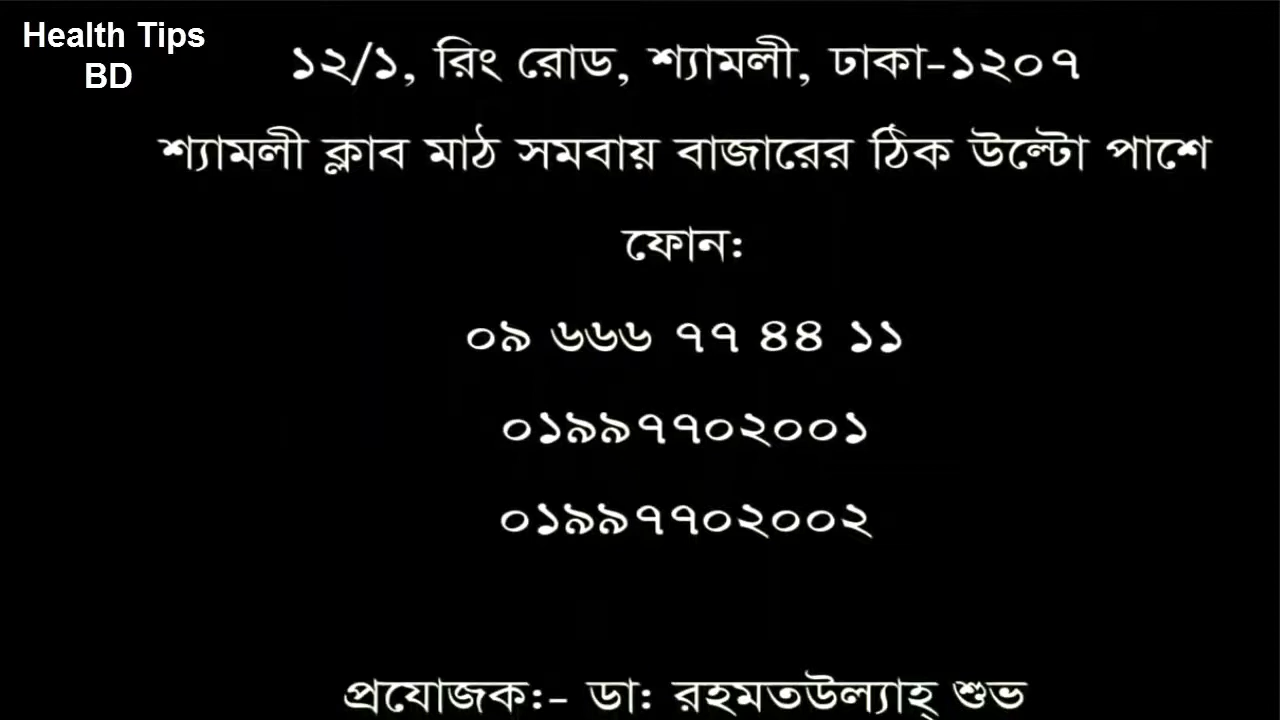 Health Tips
BD
১২/১, রিং রোড, শ্যামলী, ঢাকা-১২০৭
শ্যামলী ক্লাব মাঠ সমবায় বাজারের ঠিক উল্টো পাশে
ফোন:
০৯ ৬৬৬ ৭৭ ৪৪ ১১
০১৯৯৭৭০২০০১
০১৯৯৭৭০২০০২
প্রযোজক:- ডা: রহমতউল্যাহ্ শুভ